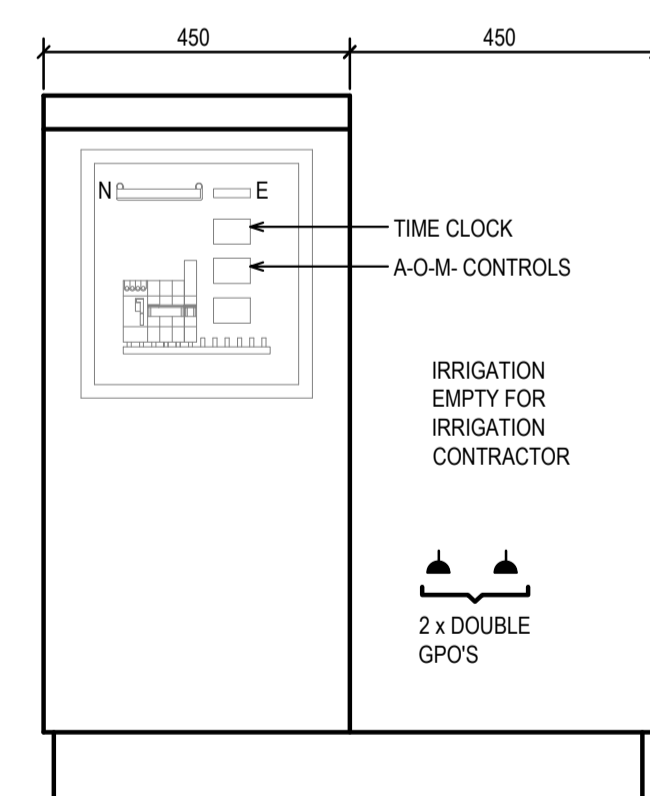 450
450
N
E
TIME CLOCK
A-O-M- CONTROLS
IRRIGATION
EMPTY FOR
IRRIGATION
CONTRACTOR
2 x DOUBLE
GPO'S